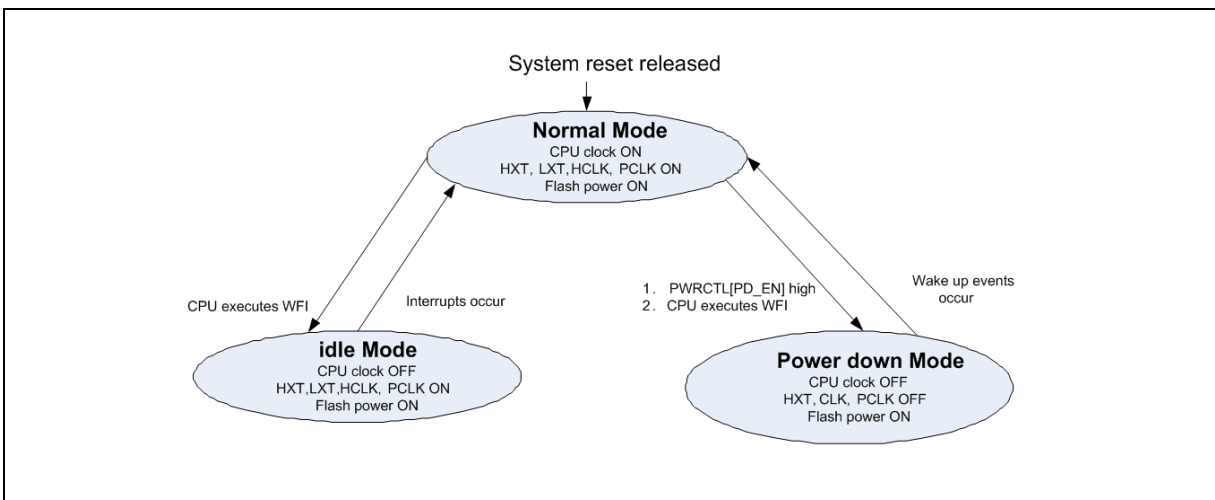 System reset released
Normal Mode
CPU clock ON
HXT, LXT,HCLK, PCLK ON
Flash power ON
CPU executes WFI
Interrupts occur
1. PWRCTL[PD_EN] high
2. CPU executes WFI
Wake up events
occur
idle Mode
CPU clock OFF
HXT,LXT,HCLK, PCLK ON
Flash power ON
Power down Mode
CPU clock OFF
HXT, CLK, PCLK OFF
Flash power ON